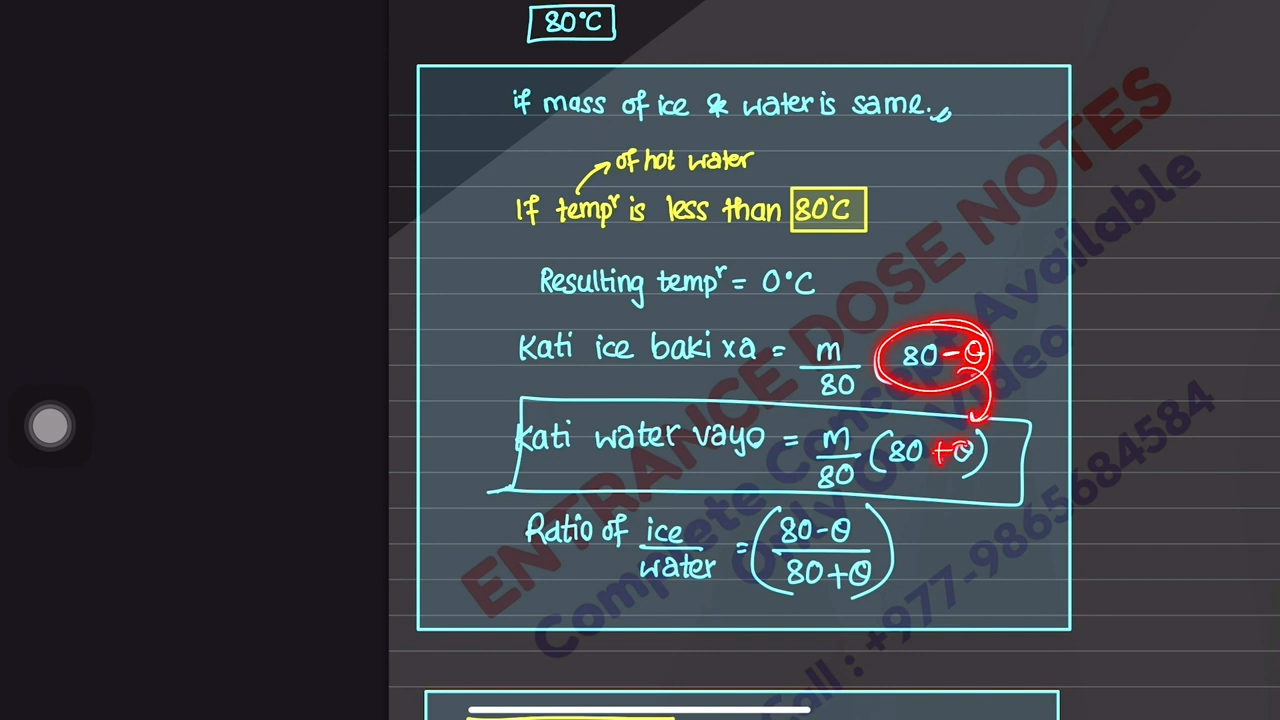 80°C
if mass of ice & water is same.
of hot water
If tempʳ is less than 80°C
Resulting tempʳ = 0°C
Kati ice baki xa = m/80 80-θ
Kati water vayo = m/80 (80+θ)
Ratio of ice/water = (80-θ/80+θ)
ENTRANCE DOSE NOTES
Complete Concept Available
Only On Video
Call : +977-9865684584